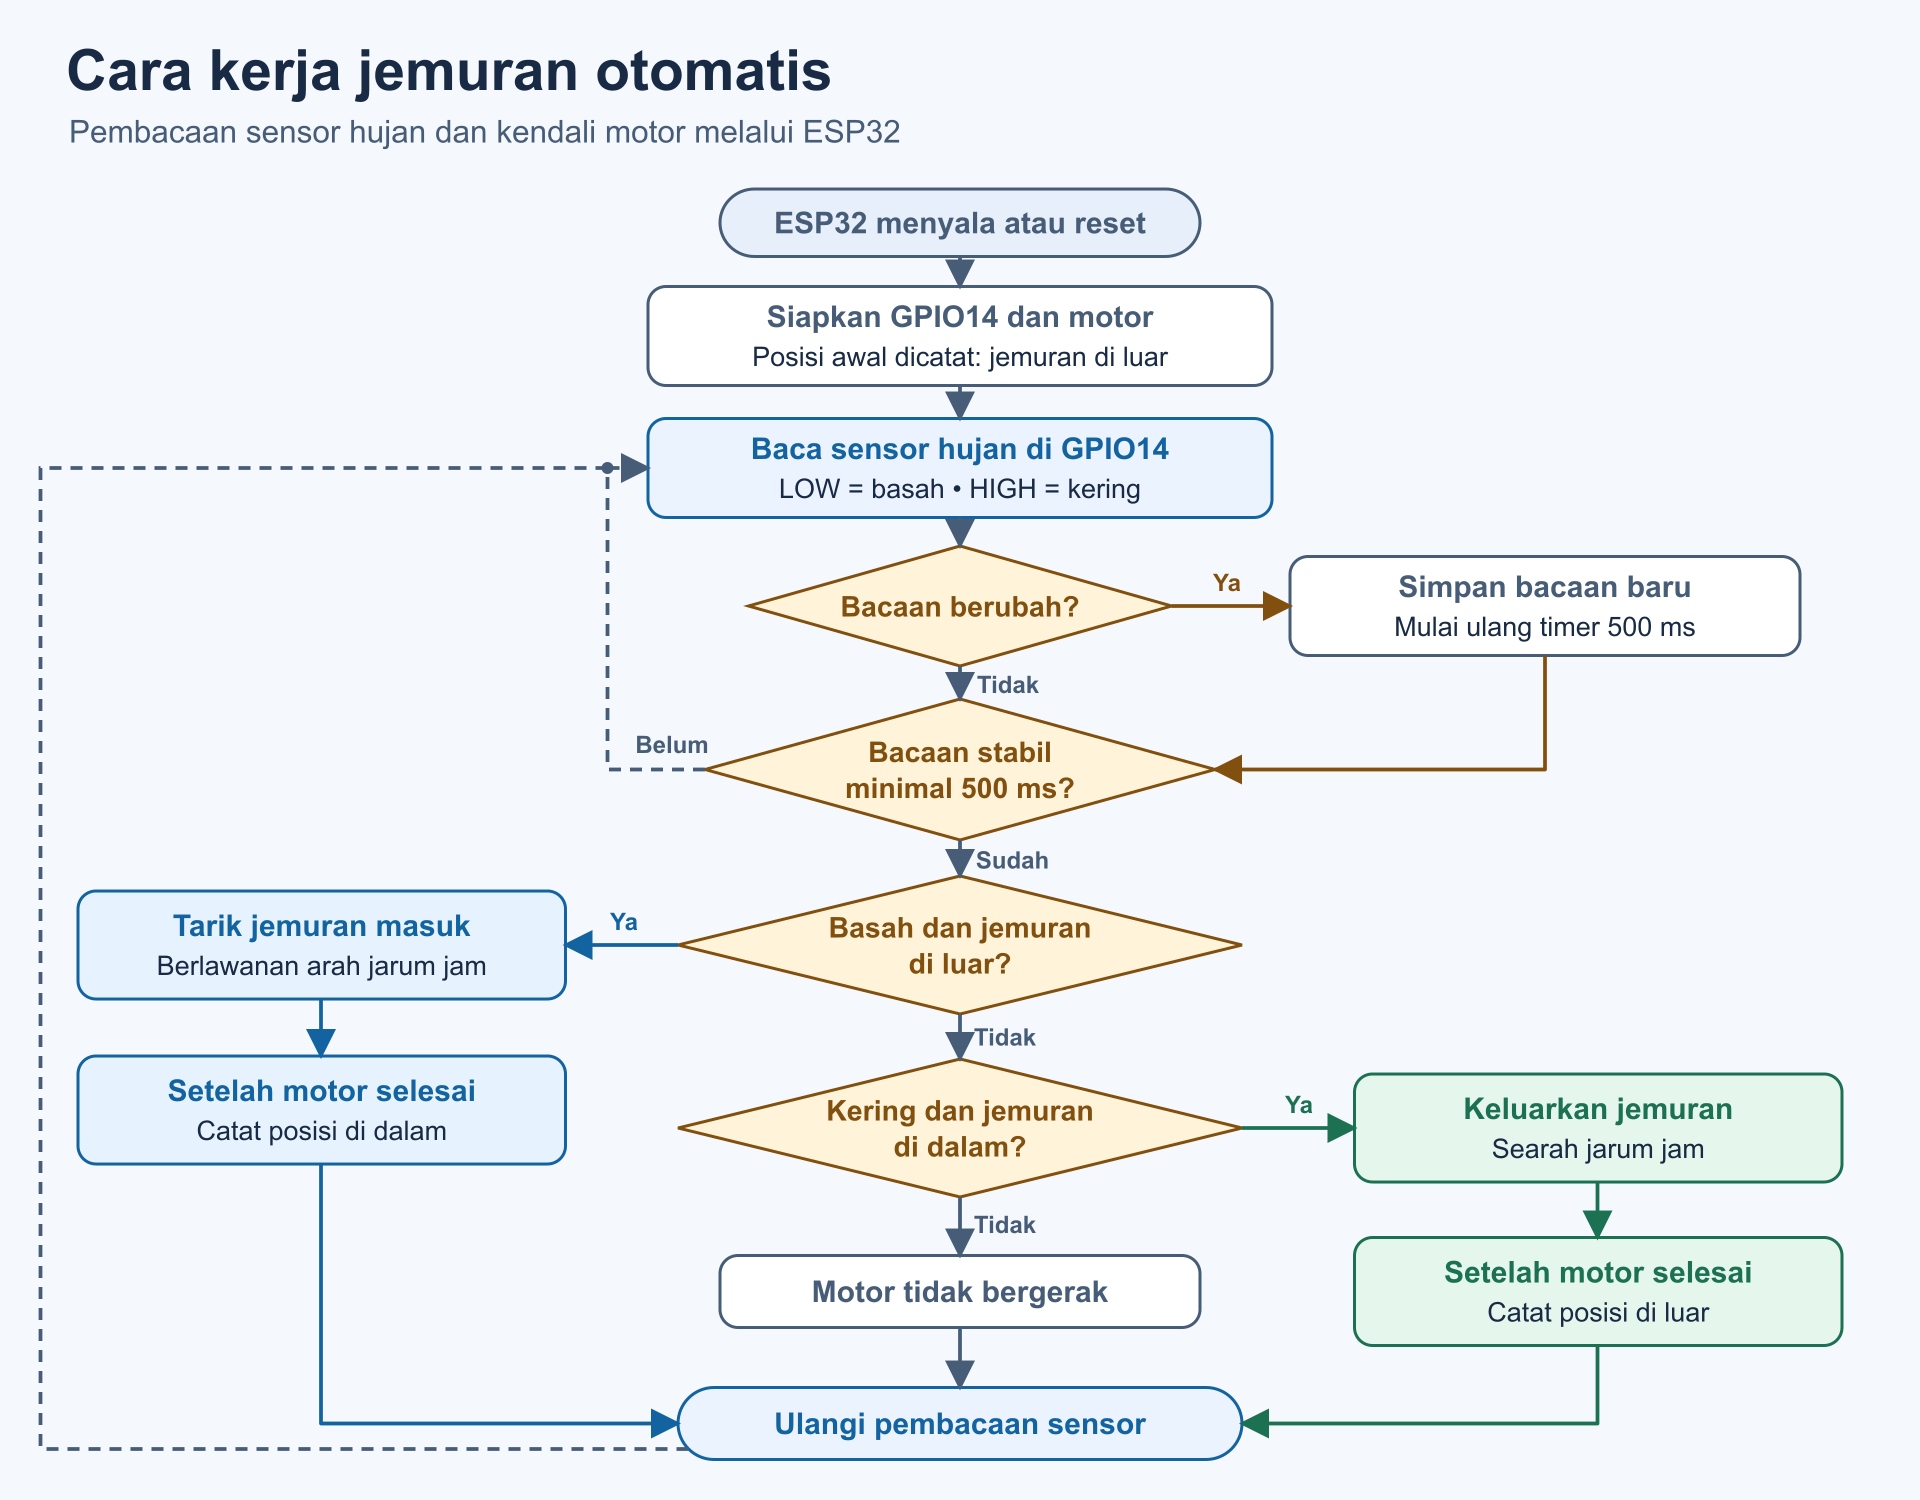 Cara kerja jemuran otomatis
Pembacaan sensor hujan dan kendali motor melalui ESP32
ESP32 menyala atau reset
Siapkan GPIO14 dan motor
Posisi awal dicatat: jemuran di luar
Baca sensor hujan di GPIO14
LOW = basah • HIGH = kering
Bacaan berubah?
Ya
Simpan bacaan baru
Mulai ulang timer 500 ms
Tidak
Belum
Bacaan stabil
minimal 500 ms?
Sudah
Basah dan jemuran
di luar?
Ya
Tarik jemuran masuk
Berlawanan arah jarum jam
Setelah motor selesai
Catat posisi di dalam
Tidak
Kering dan jemuran
di dalam?
Ya
Keluarkan jemuran
Searah jarum jam
Setelah motor selesai
Catat posisi di luar
Tidak
Motor tidak bergerak
Ulangi pembacaan sensor